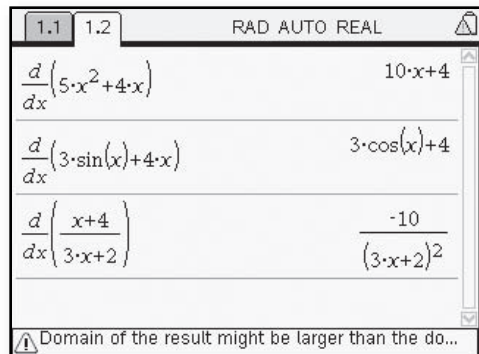 1.1 1.2 RAD AUTO REAL
d/dx(5·x²+4·x) 10·x+4
d/dx(3·sin(x)+4·x) 3·cos(x)+4
d/dx((x+4)/(3·x+2)) -10/(3·x+2)²
Domain of the result might be larger than the do...